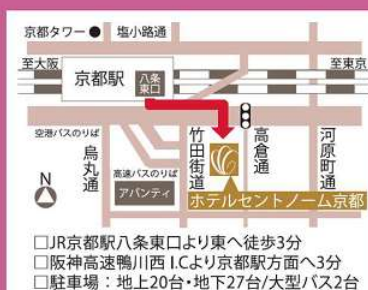 京都タワー● 塩小路通
至大阪
至東京
京都駅
八条
東口
空港バスのりば
烏丸通
高速バスのりば
アバンティ
竹田街道
高倉通
河原町通
N
ホテルセントノーム京都
□JR京都駅八条東口より東へ徒歩3分
□阪神高速鴨川西I.Cより京都駅方面へ3分
□駐車場：地上20台・地下27台/大型バス2台